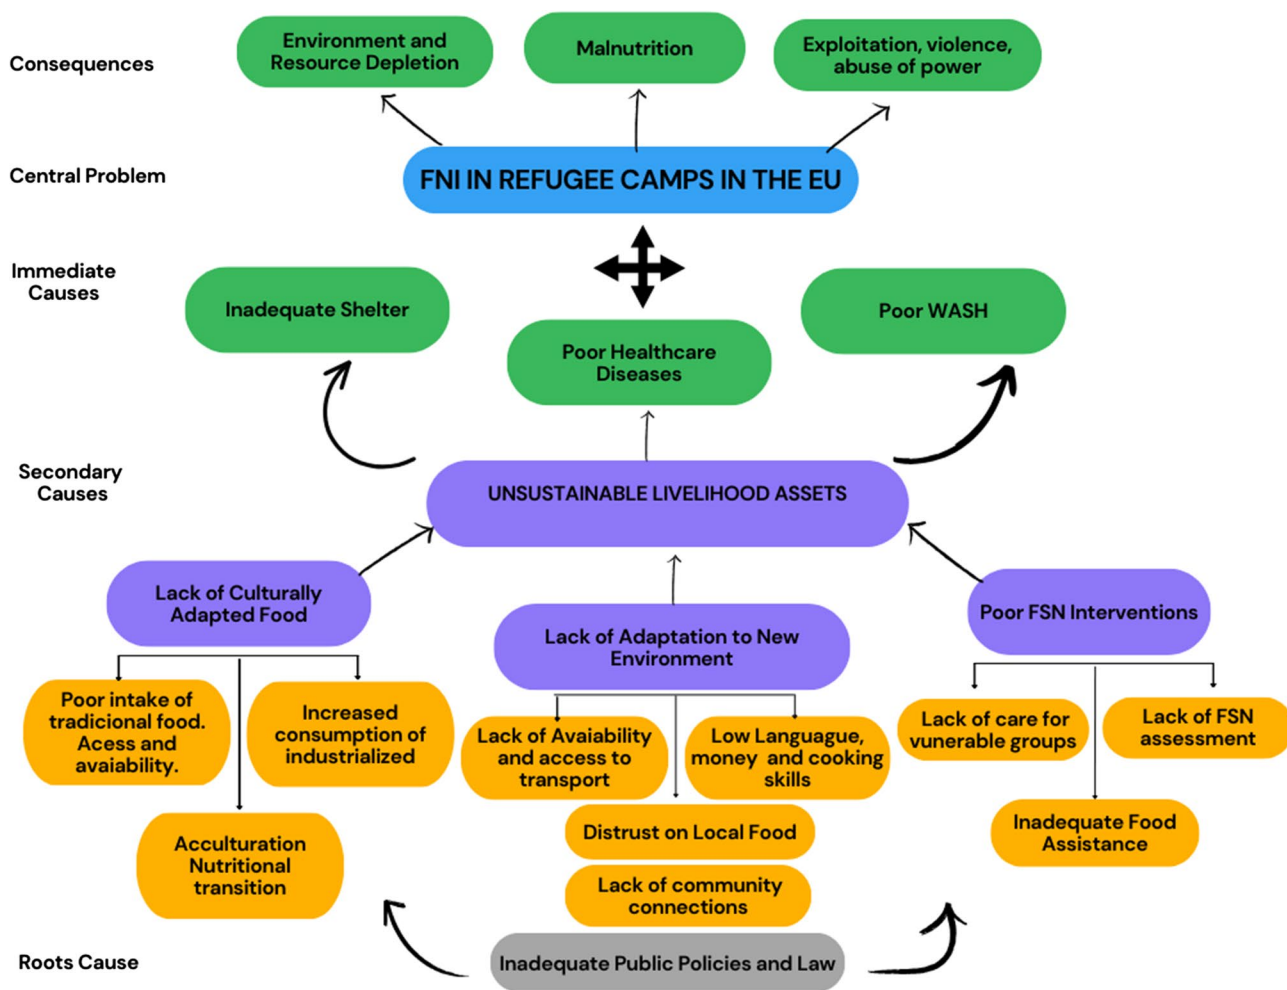 Consequences
Environment and
Resource Depletion
Malnutrition
Exploitation, violence,
abuse of power
Central Problem
FNI IN REFUGEE CAMPS IN THE EU
Immediate
Causes
Inadequate Shelter
Poor Healthcare
Diseases
Poor WASH
Secondary
Causes
UNSUSTAINABLE LIVELIHOOD ASSETS
Lack of Culturally
Adapted Food
Lack of Adaptation to New
Environment
Poor FSN Interventions
Poor intake of
tradicional food.
Acess and
avaiability.
Increased
consumption of
industrialized
Acculturation
Nutritional
transition
Lack of Avaiability
and access to
transport
Low Languague,
money and cooking
skills
Distrust on Local Food
Lack of community
connections
Lack of care for
vunerable groups
Lack of FSN
assessment
Inadequate Food
Assistance
Roots Cause
Inadequate Public Policies and Law